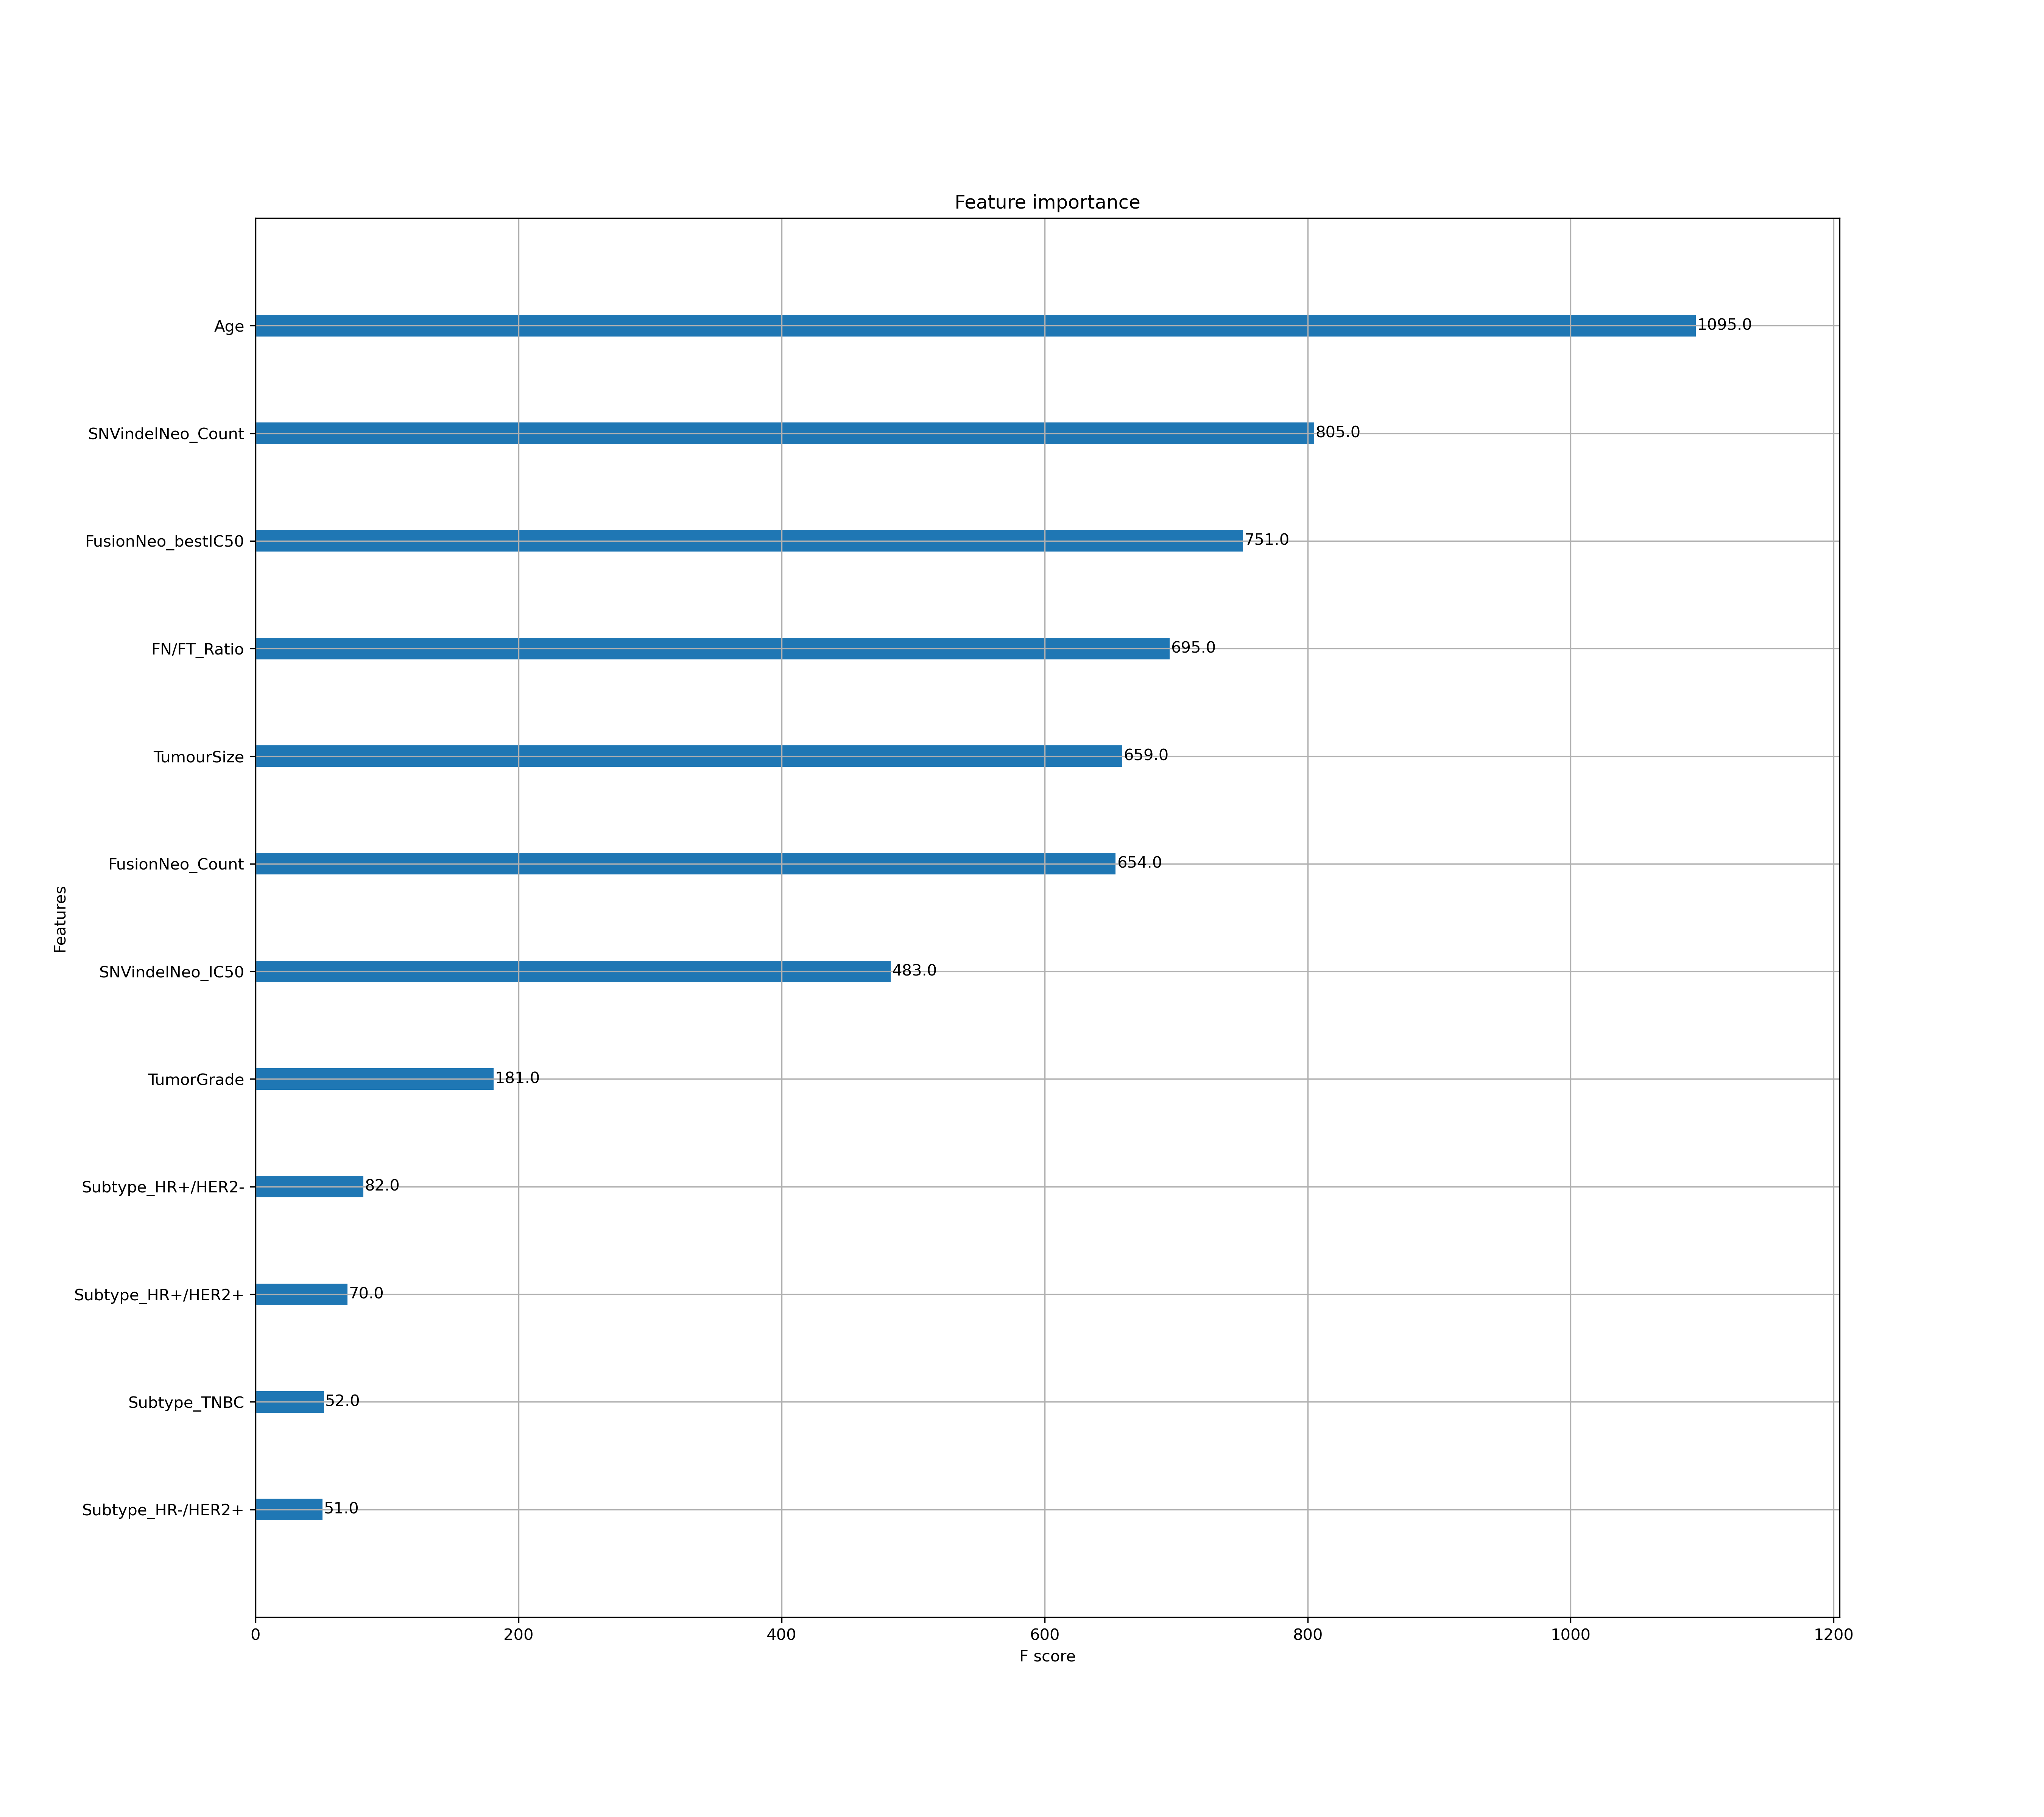 Feature importance
Age
1095.0
SNVindelNeo_Count
805.0
FusionNeo_bestIC50
751.0
FN/FT_Ratio
695.0
TumourSize
659.0
FusionNeo_Count
654.0
Features
SNVindelNeo_IC50
483.0
TumorGrade
181.0
Subtype_HR+/HER2-
82.0
Subtype_HR+/HER2+
70.0
Subtype_TNBC
52.0
Subtype_HR-/HER2+
51.0
0 200 400 600 800 1000 1200
F score